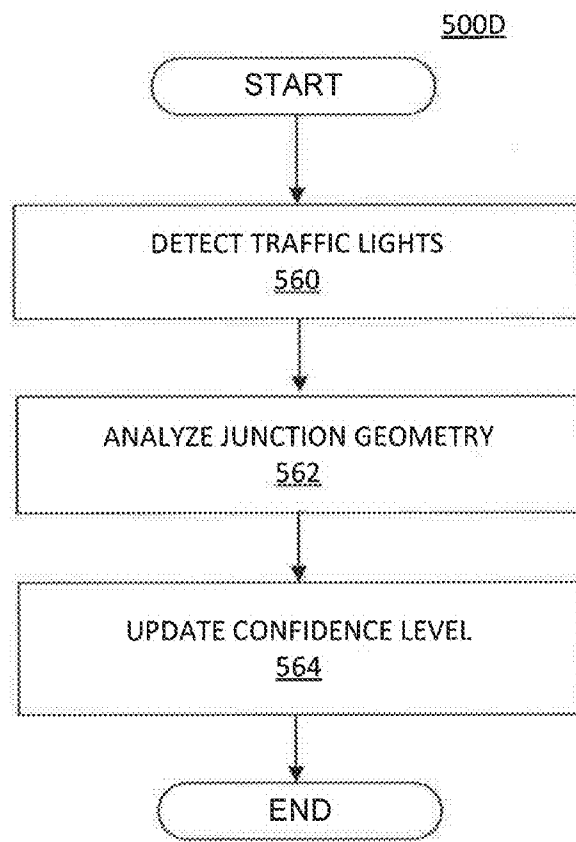 500D
START
DETECT TRAFFIC LIGHTS
560
ANALYZE JUNCTION GEOMETRY
562
UPDATE CONFIDENCE LEVEL
564
END